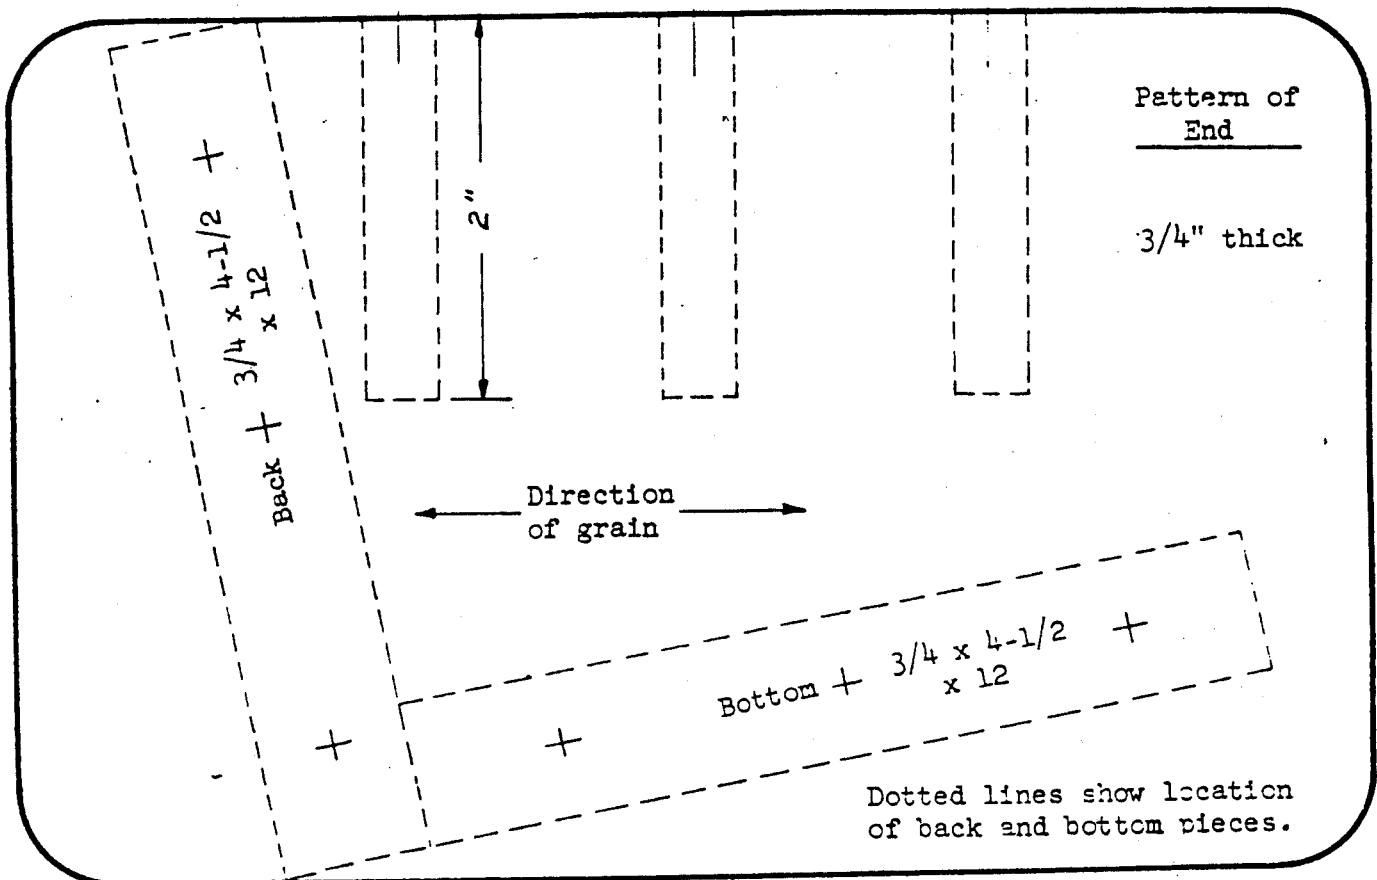 Pattern of
End
3/4" thick
2"
Back + 3/4 x 4-1/2
x 12
Direction
of grain
Bottom + 3/4 x 4-1/2
x 12
Dotted lines show location
of back and bottom pieces.